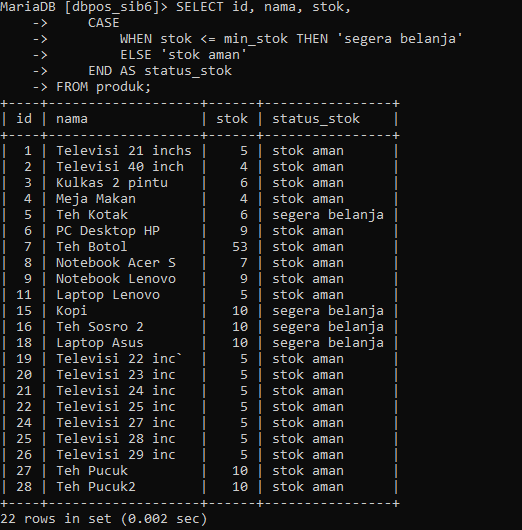 MariaDB [dbpos_sib6]> SELECT id, nama, stok,
    ->     CASE
    ->         WHEN stok <= min_stok THEN 'segera belanja'
    ->         ELSE 'stok aman'
    ->     END AS status_stok
    -> FROM produk;
+----+-------------------+------+----------------+
| id | nama              | stok | status_stok    |
+----+-------------------+------+----------------+
|  1 | Televisi 21 inchs |    5 | stok aman      |
|  2 | Televisi 40 inch  |    4 | stok aman      |
|  3 | Kulkas 2 pintu    |    6 | stok aman      |
|  4 | Meja Makan        |    4 | stok aman      |
|  5 | Teh Kotak         |    6 | segera belanja |
|  6 | PC Desktop HP     |    9 | stok aman      |
|  7 | Teh Botol         |   53 | stok aman      |
|  8 | Notebook Acer S   |    7 | stok aman      |
|  9 | Notebook Lenovo   |    9 | stok aman      |
| 11 | Laptop Lenovo     |    5 | stok aman      |
| 15 | Kopi              |   10 | segera belanja |
| 16 | Teh Sosro 2       |   10 | segera belanja |
| 18 | Laptop Asus       |   10 | segera belanja |
| 19 | Televisi 22 inc`  |    5 | stok aman      |
| 20 | Televisi 23 inc   |    5 | stok aman      |
| 21 | Televisi 24 inc   |    5 | stok aman      |
| 22 | Televisi 25 inc   |    5 | stok aman      |
| 24 | Televisi 27 inc   |    5 | stok aman      |
| 25 | Televisi 28 inc   |    5 | stok aman      |
| 26 | Televisi 29 inc   |    5 | stok aman      |
| 27 | Teh Pucuk         |   10 | stok aman      |
| 28 | Teh Pucuk2        |   10 | stok aman      |
+----+-------------------+------+----------------+
22 rows in set (0.002 sec)